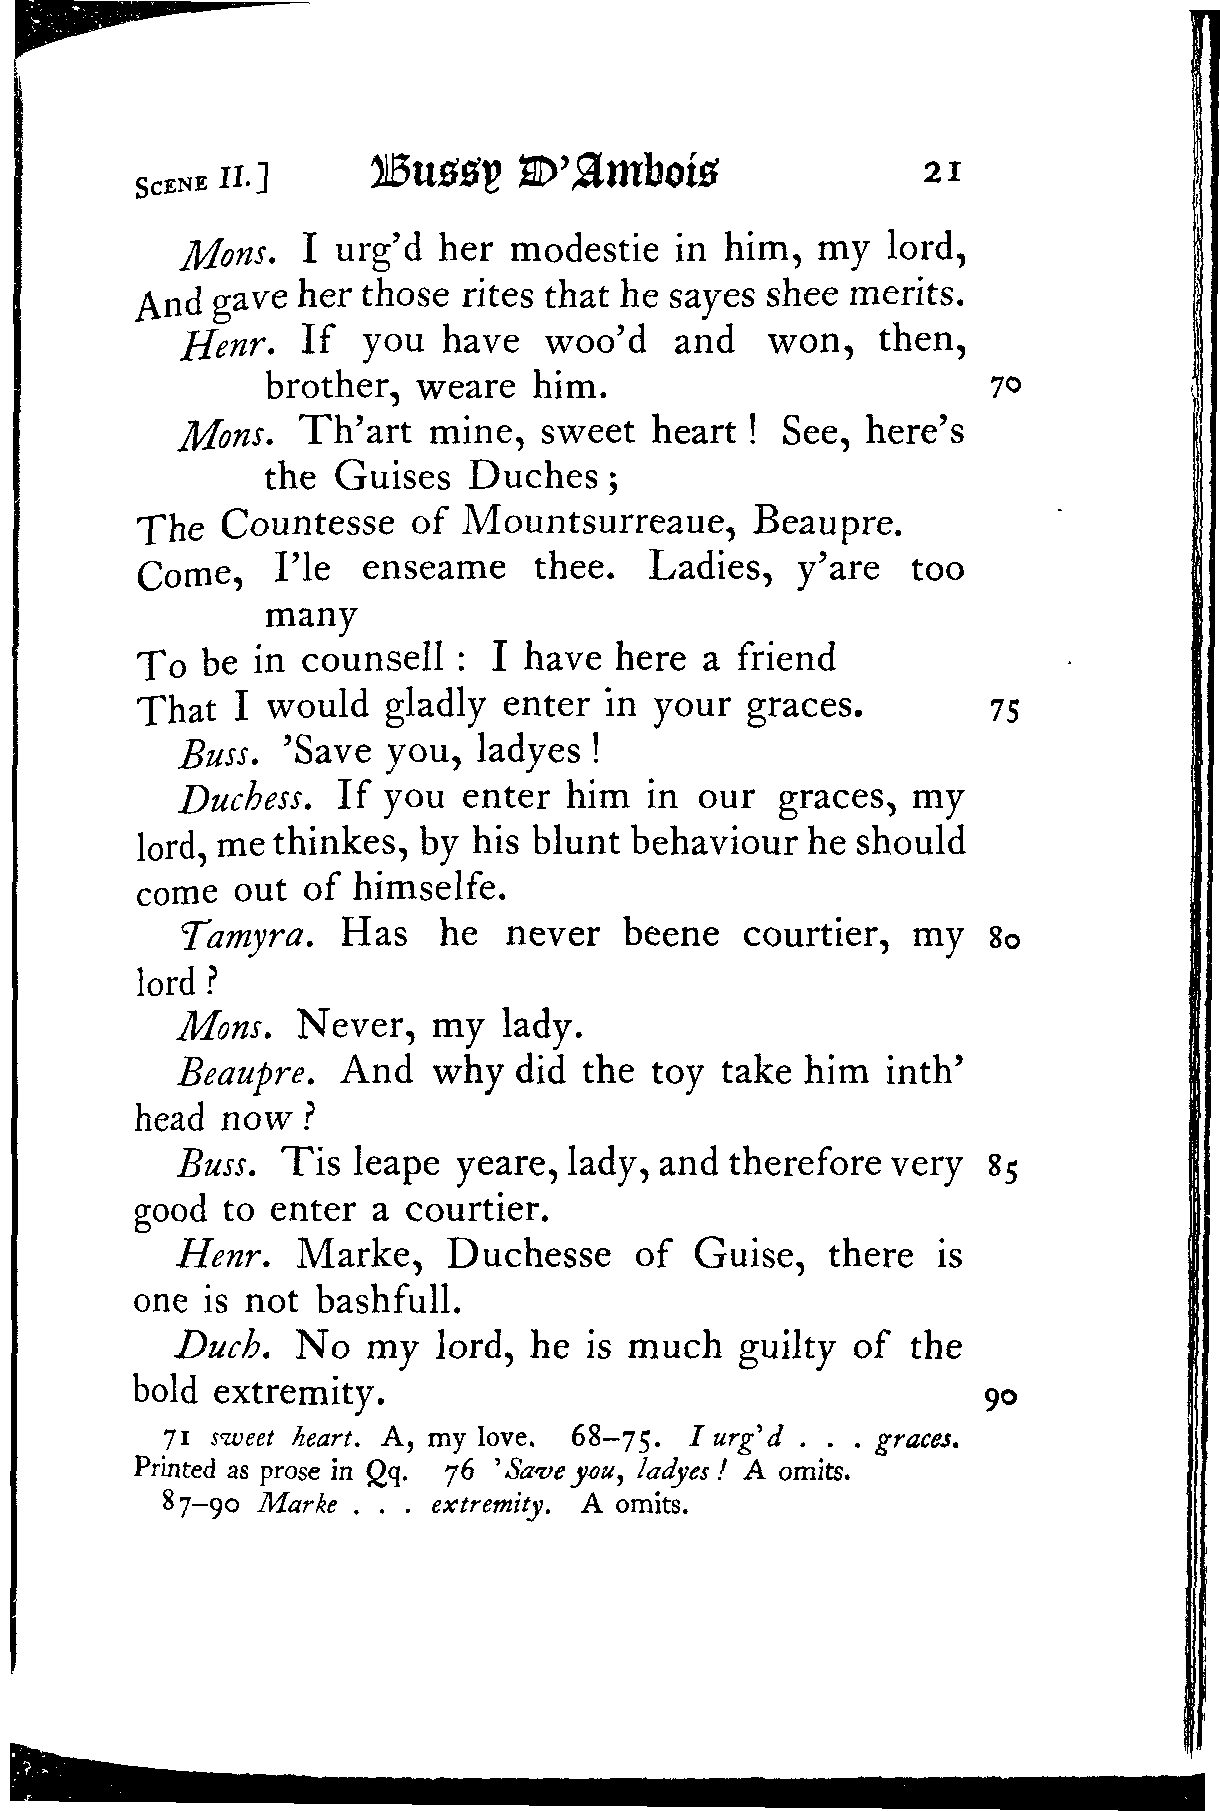 SCENE II.] Bussy D'Ambois 21
Mons. I urg'd her modestie in him, my lord,
And gave her those rites that he sayes shee merits.
Henr. If you have woo'd and won, then,
brother, weare him. 70
Mons. Th'art mine, sweet heart! See, here's
the Guises Duches;
The Countesse of Mountsurreaue, Beaupre.
Come, I'le enseame thee. Ladies, y'are too
many
To be in counsell: I have here a friend
That I would gladly enter in your graces. 75
Buss. 'Save you, ladyes!
Duchess. If you enter him in our graces, my
lord, me thinkes, by his blunt behaviour he should
come out of himselfe.
Tamyra. Has he never beene courtier, my 80
lord?
Mons. Never, my lady.
Beaupre. And why did the toy take him inth'
head now?
Buss. Tis leape yeare, lady, and therefore very 85
good to enter a courtier.
Henr. Marke, Duchesse of Guise, there is
one is not bashfull.
Duch. No my lord, he is much guilty of the
bold extremity. 90
71 sweet heart. A, my love. 68–75. I urg'd . . . graces.
Printed as prose in Qq. 76 'Save you, ladyes! A omits.
87–90 Marke . . . extremity. A omits.